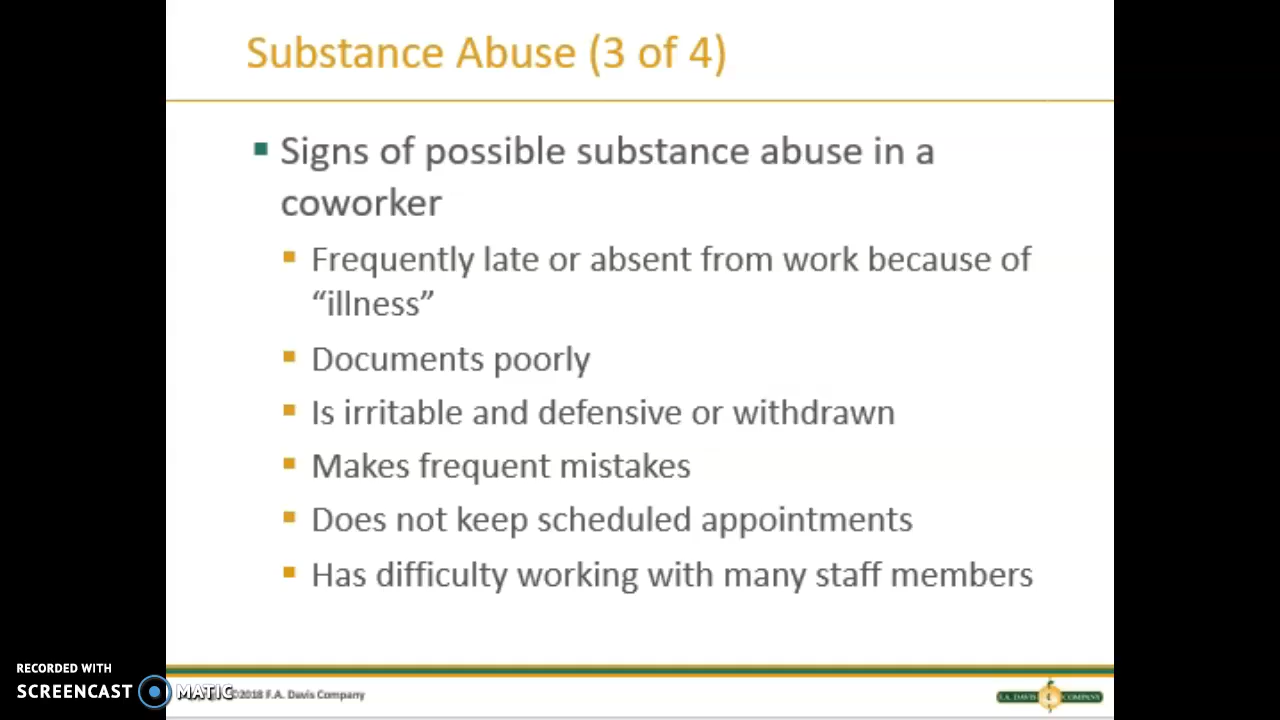 Substance Abuse (3 of 4)
Signs of possible substance abuse in a
coworker
Frequently late or absent from work because of
“illness”
Documents poorly
Is irritable and defensive or withdrawn
Makes frequent mistakes
Does not keep scheduled appointments
Has difficulty working with many staff members
RECORDED WITH
SCREENCAST MATIC
©2018 F.A. Davis Company
F.A. DAVIS COMPANY